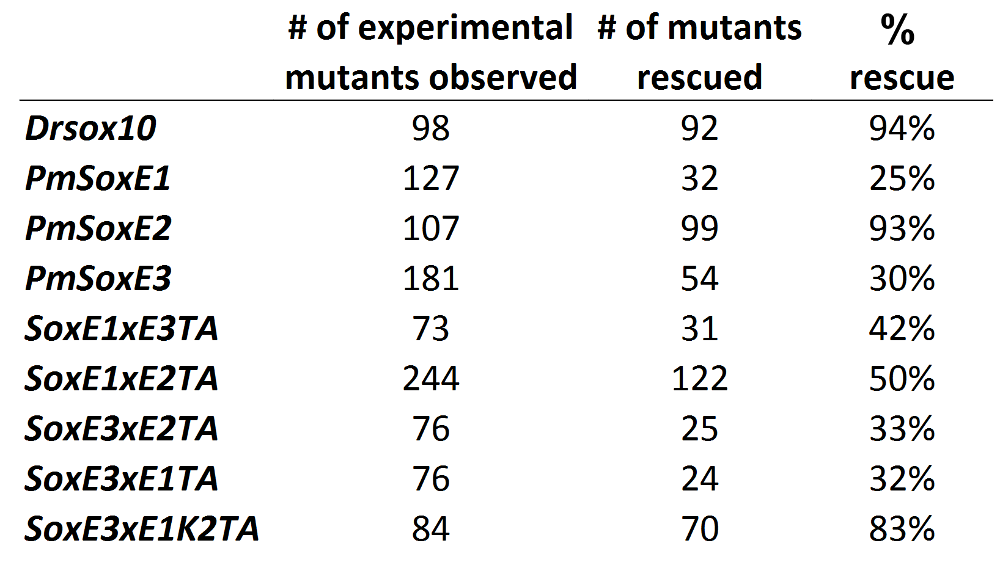 # of experimental # of mutants %
mutants observed rescued rescue
Drsox10 98 92 94%
PmSoxE1 127 32 25%
PmSoxE2 107 99 93%
PmSoxE3 181 54 30%
SoxE1xE3TA 73 31 42%
SoxE1xE2TA 244 122 50%
SoxE3xE2TA 76 25 33%
SoxE3xE1TA 76 24 32%
SoxE3xE1K2TA 84 70 83%